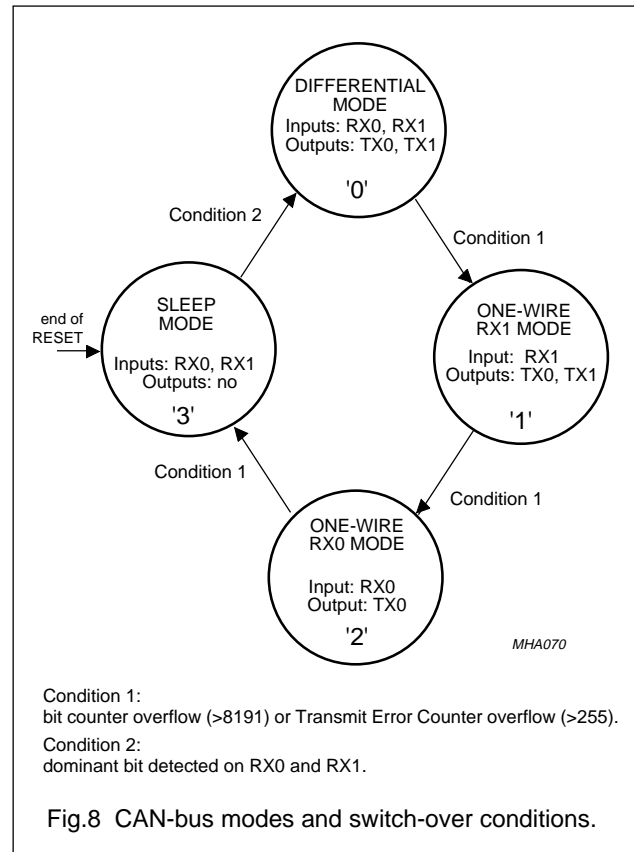 DIFFERENTIAL
MODE
Inputs: RX0, RX1
Outputs: TX0, TX1
'0'
Condition 2
Condition 1
end of
RESET
SLEEP
MODE
Inputs: RX0, RX1
Outputs: no
'3'
ONE-WIRE
RX1 MODE
Input: RX1
Outputs: TX0, TX1
'1'
Condition 1
Condition 1
ONE-WIRE
RX0 MODE
Input: RX0
Output: TX0
'2'
MHA070
Condition 1:
bit counter overflow (>8191) or Transmit Error Counter overflow (>255).
Condition 2:
dominant bit detected on RX0 and RX1.
Fig.8 CAN-bus modes and switch-over conditions.